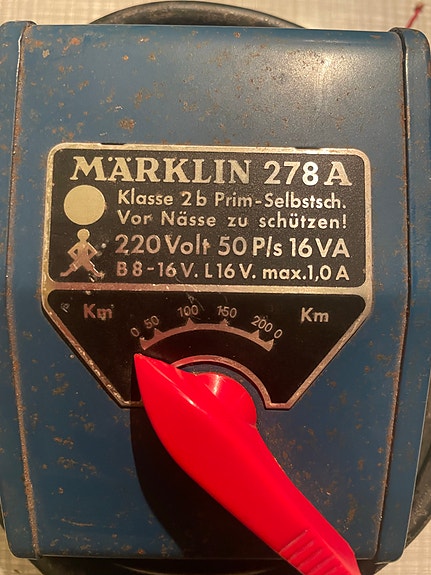 MÄRKLIN 278 A
Klasse 2b Prim-Selbstsch.
Vor Nässe zu schützen!
220 Volt 50 P/s 16 VA
B 8-16 V. L 16 V. max. 1,0 A
Km Km
0 50 100 150 200 0